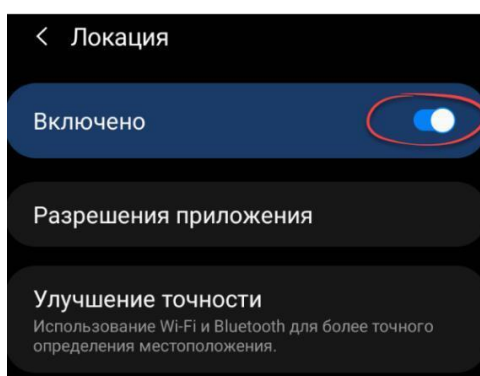 Локация
Включено
Разрешения приложения
Улучшение точности
Использование Wi-Fi и Bluetooth для более точного
определения местоположения.